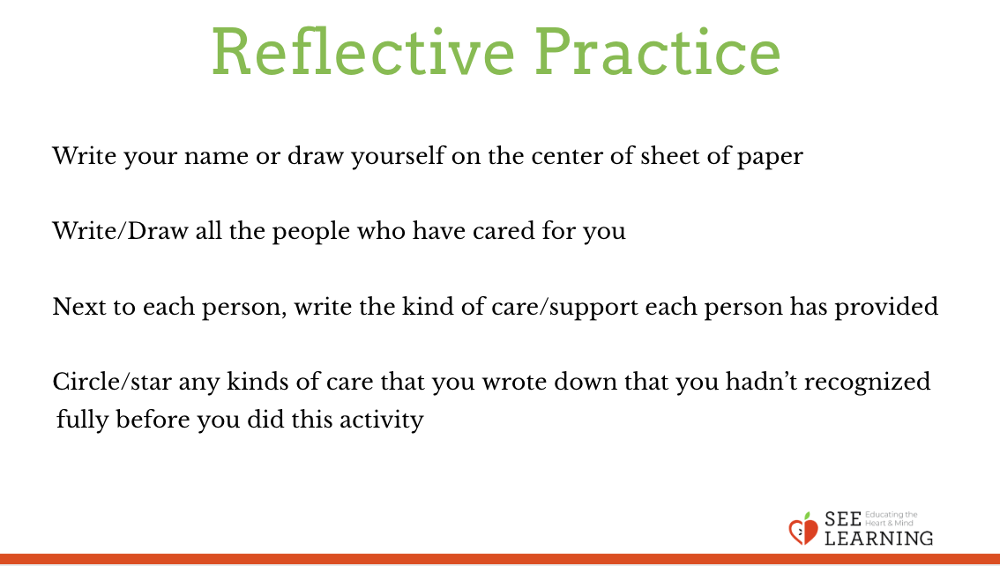 Reflective Practice
Write your name or draw yourself on the center of sheet of paper
Write/Draw all the people who have cared for you
Next to each person, write the kind of care/support each person has provided
Circle/star any kinds of care that you wrote down that you hadn’t recognized
fully before you did this activity
SEE Educating the
Heart & Mind
LEARNING